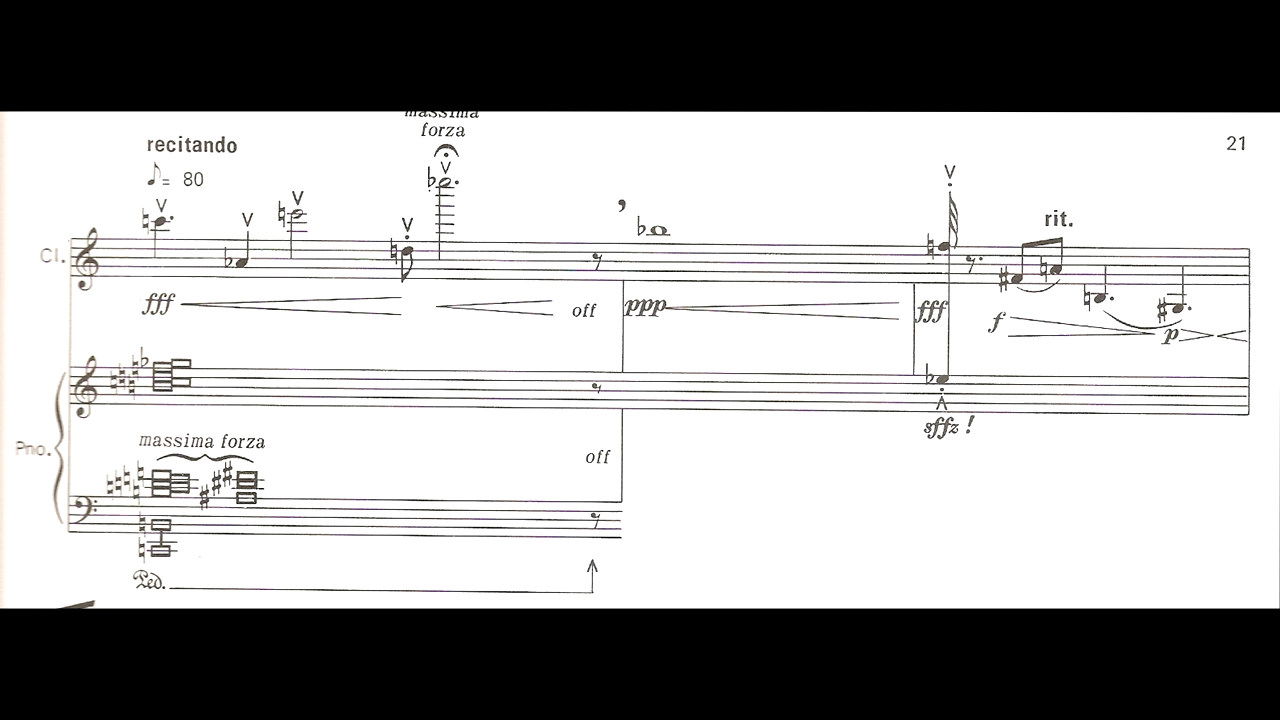 massima
forza
recitando
21
♪= 80
rit.
Cl.
fff
off
ppp
fff
f
p
sffz !
massima forza
off
Pno.
Ped.